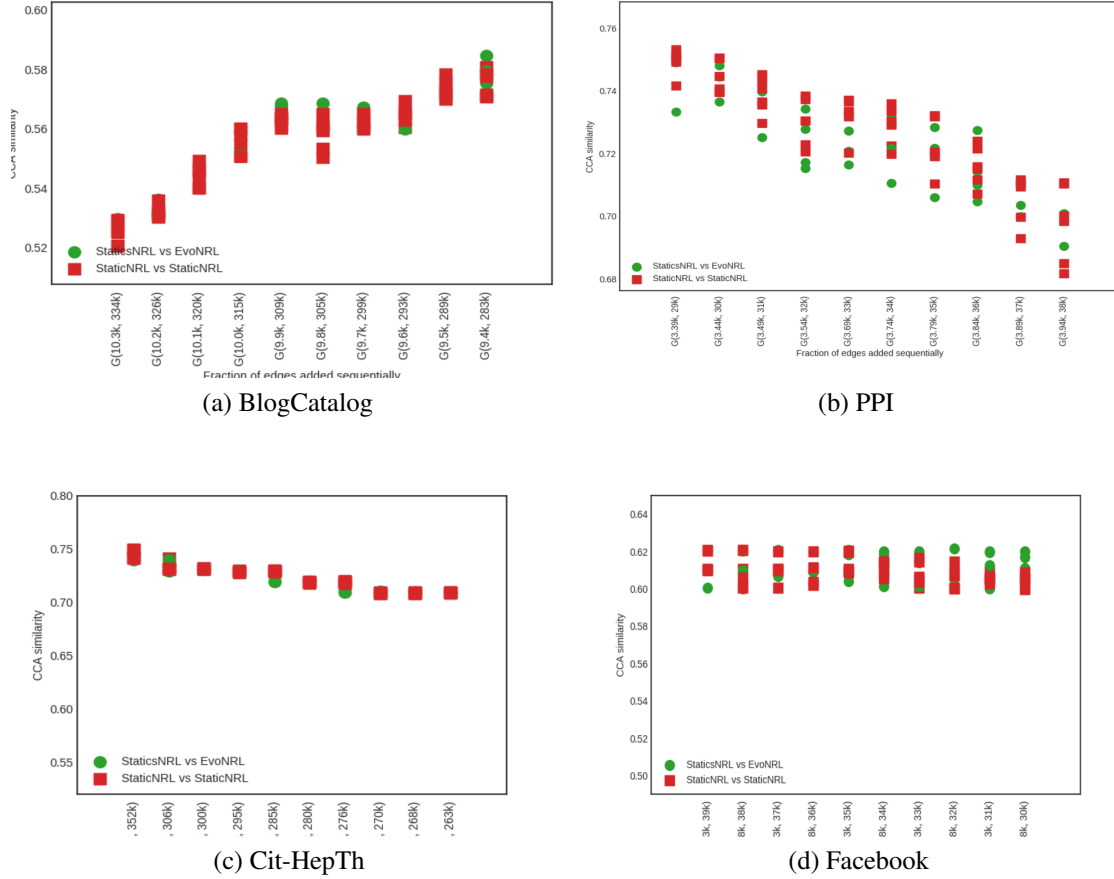 0.60
0.58
0.56
0.54
0.52
CCA similarity
StaticsNRL vs EvoNRL
StaticNRL vs StaticNRL
G(10.3k, 334k)
G(10.2k, 326k)
G(10.1k, 320k)
G(10.0k, 315k)
G(9.9k, 309k)
G(9.8k, 305k)
G(9.7k, 299k)
G(9.6k, 293k)
G(9.5k, 289k)
G(9.4k, 283k)
Fraction of edges added sequentially
(a) BlogCatalog
0.76
0.74
0.72
0.70
0.68
CCA similarity
StaticsNRL vs EvoNRL
StaticNRL vs StaticNRL
G(3.39k, 29k)
G(3.44k, 30k)
G(3.49k, 31k)
G(3.54k, 32k)
G(3.69k, 33k)
G(3.74k, 34k)
G(3.79k, 35k)
G(3.84k, 36k)
G(3.89k, 37k)
G(3.94k, 38k)
Fraction of edges added sequentially
(b) PPI
0.80
0.75
0.70
0.65
0.60
0.55
CCA similarity
StaticsNRL vs EvoNRL
StaticNRL vs StaticNRL
, 352k)
, 306k)
, 300k)
, 295k)
, 285k)
, 280k)
, 276k)
, 270k)
, 268k)
, 263k)
(c) Cit-HepTh
0.64
0.62
0.60
0.58
0.56
0.54
0.52
0.50
CCA similarity
StaticsNRL vs EvoNRL
StaticNRL vs StaticNRL
3k, 39k)
8k, 38k)
3k, 37k)
8k, 36k)
3k, 35k)
8k, 34k)
3k, 33k)
8k, 32k)
3k, 31k)
8k, 30k)
(d) Facebook